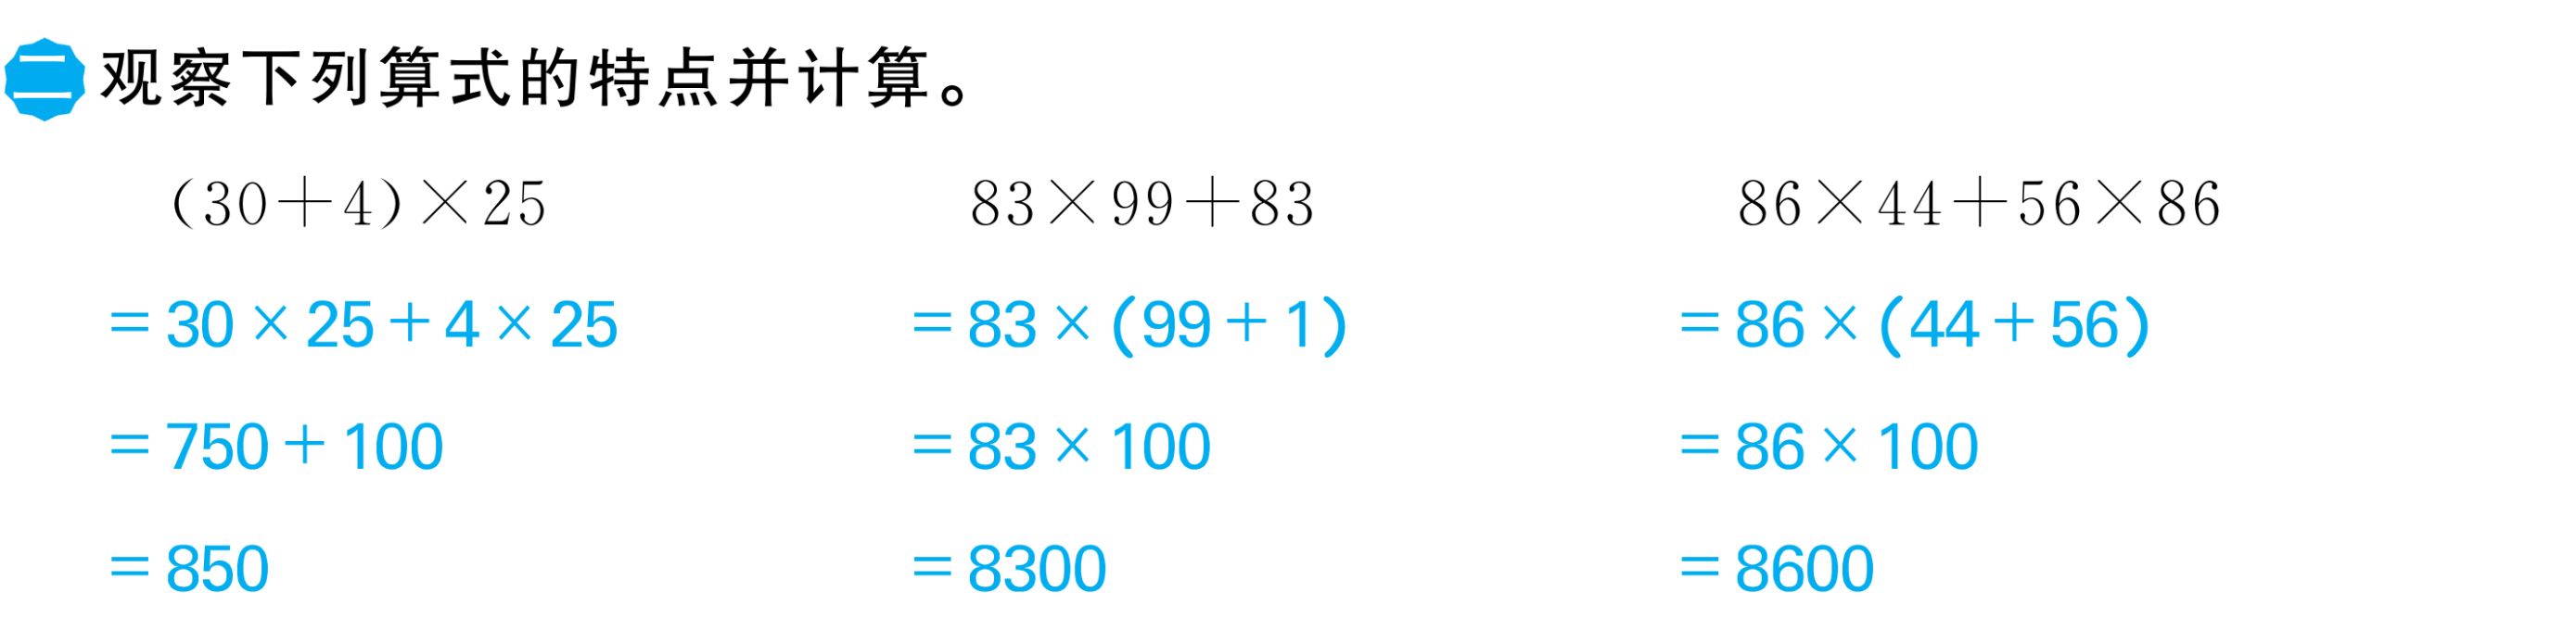 二 观察下列算式的特点并计算。
(30+4)×25 83×99+83 86×44+56×86
=30×25+4×25 =83×(99+1) =86×(44+56)
=750+100 =83×100 =86×100
=850 =8300 =8600